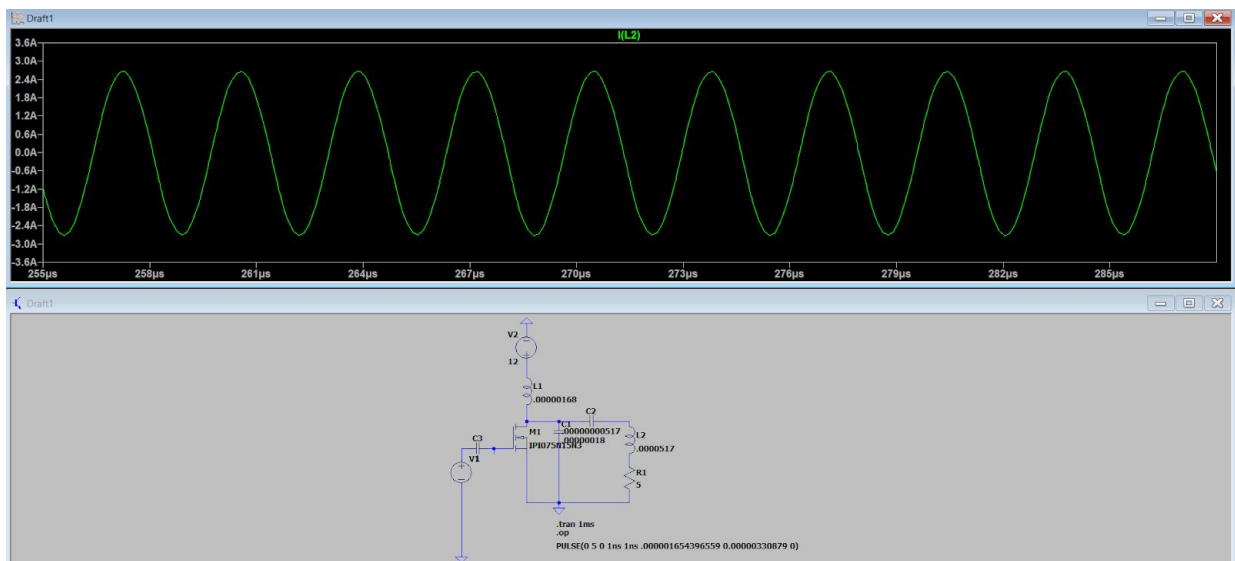 Draft1
I(L2)
3.6A
3.0A
2.4A
1.8A
1.2A
0.6A
0.0A
-0.6A
-1.2A
-1.8A
-2.4A
-3.0A
-3.6A
255µs 258µs 261µs 264µs 267µs 270µs 273µs 276µs 279µs 282µs 285µs
Draft1
V2
12
L1
.00000168
C2
C1
.00000000517
.00000018
M1
IPI075N15N3
C3
V1
L2
.0000517
R1
5
.tran 1ms
.op
PULSE(0 5 0 1ns 1ns .000001654396559 0.00000330879 0)